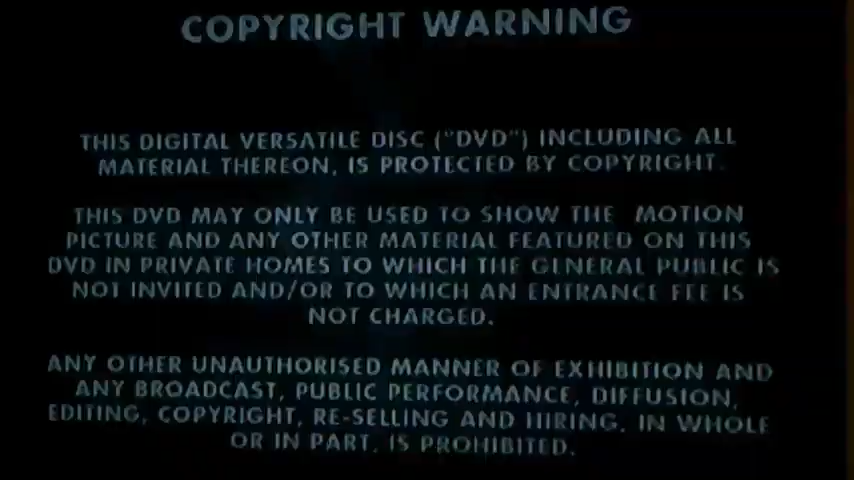 COPYRIGHT WARNING
THIS DIGITAL VERSATILE DISC ("DVD") INCLUDING ALL
MATERIAL THEREON, IS PROTECTED BY COPYRIGHT.
THIS DVD MAY ONLY BE USED TO SHOW THE MOTION
PICTURE AND ANY OTHER MATERIAL FEATURED ON THIS
DVD IN PRIVATE HOMES TO WHICH THE GENERAL PUBLIC IS
NOT INVITED AND/OR TO WHICH AN ENTRANCE FEE IS
NOT CHARGED.
ANY OTHER UNAUTHORISED MANNER OF EXHIBITION AND
ANY BROADCAST, PUBLIC PERFORMANCE, DIFFUSION,
EDITING, COPYRIGHT, RE-SELLING AND HIRING, IN WHOLE
OR IN PART, IS PROHIBITED.